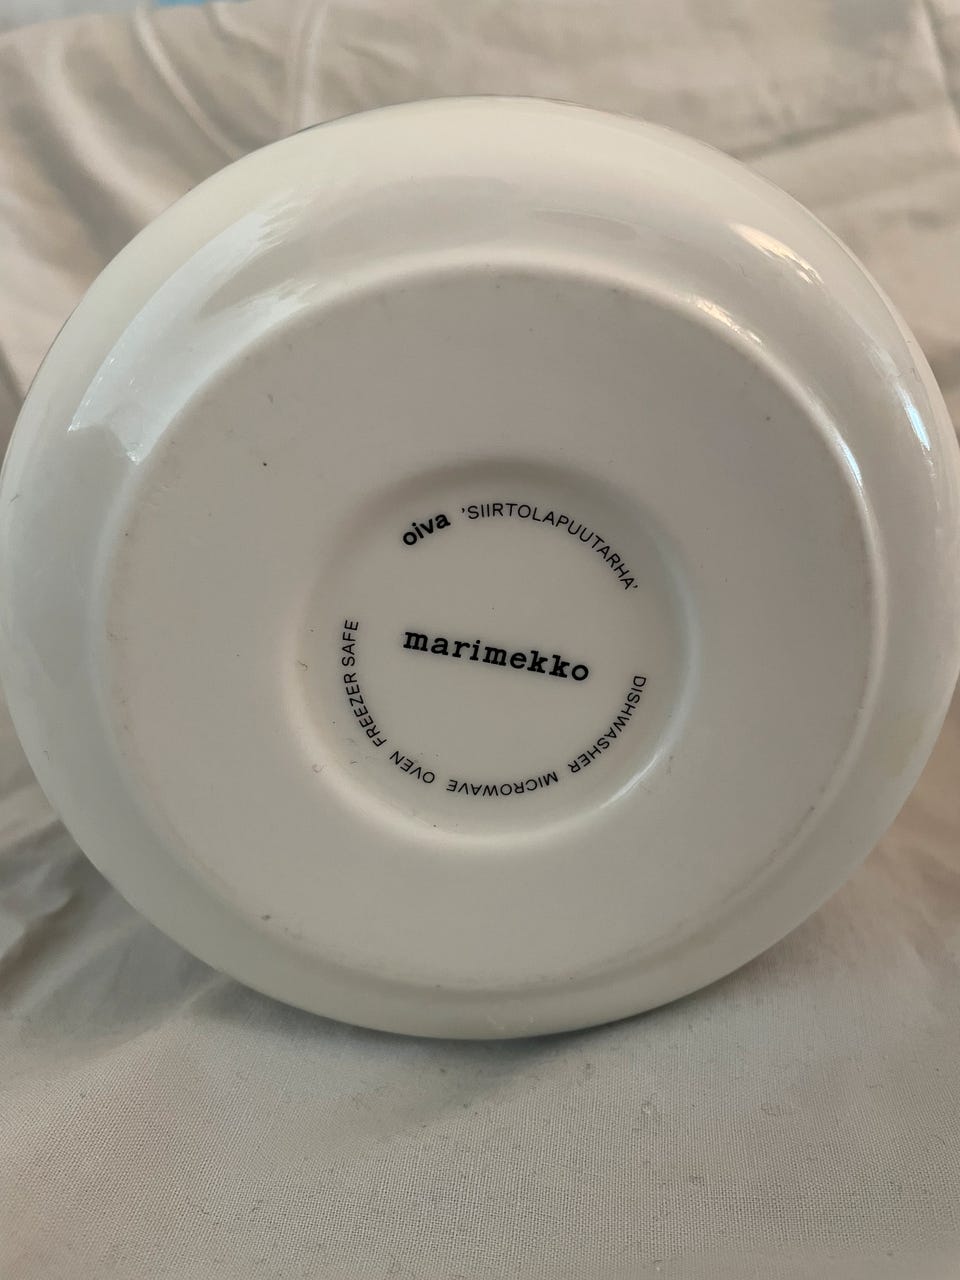 oiva 'SIIRTOLAPUUTARHA'
marimekko
DISHWASHER MICROWAVE OVEN FREEZER SAFE